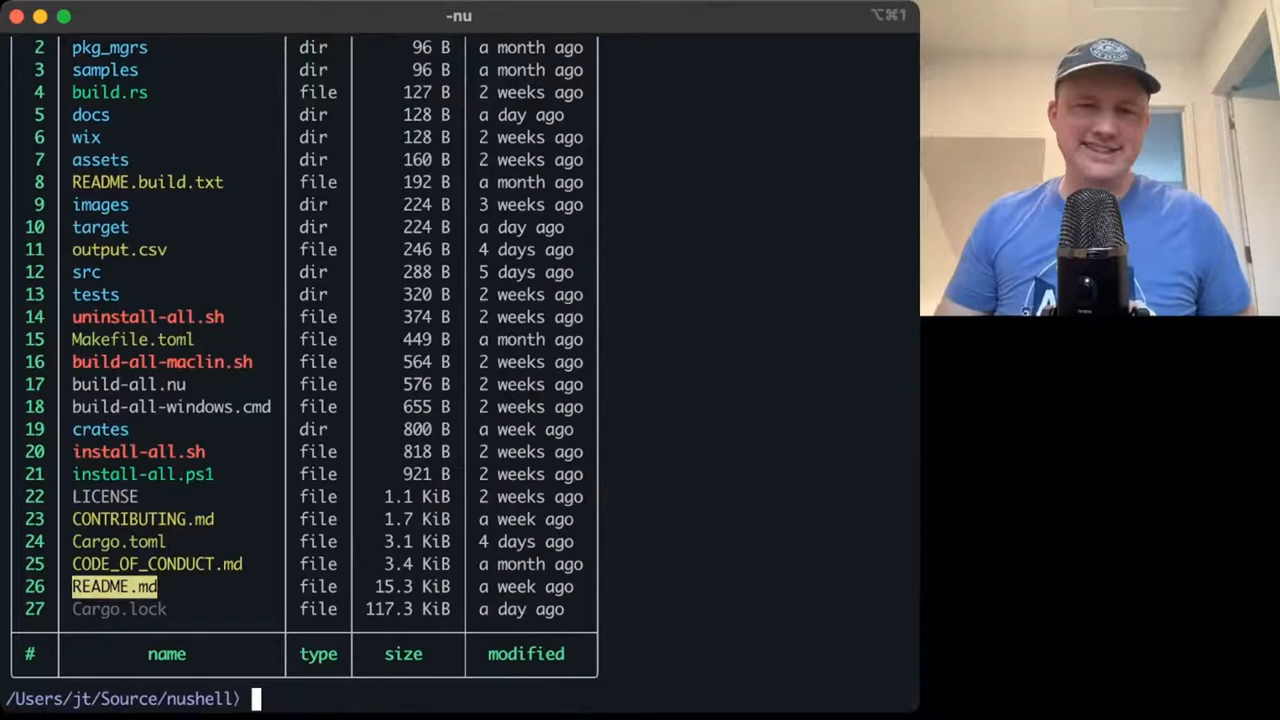 -nu
⌥⌘1
2 pkg_mgrs dir 96 B a month ago
3 samples dir 96 B a month ago
4 build.rs file 127 B 2 weeks ago
5 docs dir 128 B a day ago
6 wix dir 128 B 2 weeks ago
7 assets dir 160 B 2 weeks ago
8 README.build.txt file 192 B a month ago
9 images dir 224 B 3 weeks ago
10 target dir 224 B a day ago
11 output.csv file 246 B 4 days ago
12 src dir 288 B 5 days ago
13 tests dir 320 B 2 weeks ago
14 uninstall-all.sh file 374 B 2 weeks ago
15 Makefile.toml file 449 B a month ago
16 build-all-maclin.sh file 564 B 2 weeks ago
17 build-all.nu file 576 B 2 weeks ago
18 build-all-windows.cmd file 655 B 2 weeks ago
19 crates dir 800 B a week ago
20 install-all.sh file 818 B 2 weeks ago
21 install-all.ps1 file 921 B 2 weeks ago
22 LICENSE file 1.1 KiB 2 weeks ago
23 CONTRIBUTING.md file 1.7 KiB a week ago
24 Cargo.toml file 3.1 KiB 4 days ago
25 CODE_OF_CONDUCT.md file 3.4 KiB a month ago
26 README.md file 15.3 KiB a week ago
27 Cargo.lock file 117.3 KiB a day ago
# name type size modified
/Users/jt/Source/nushell〉